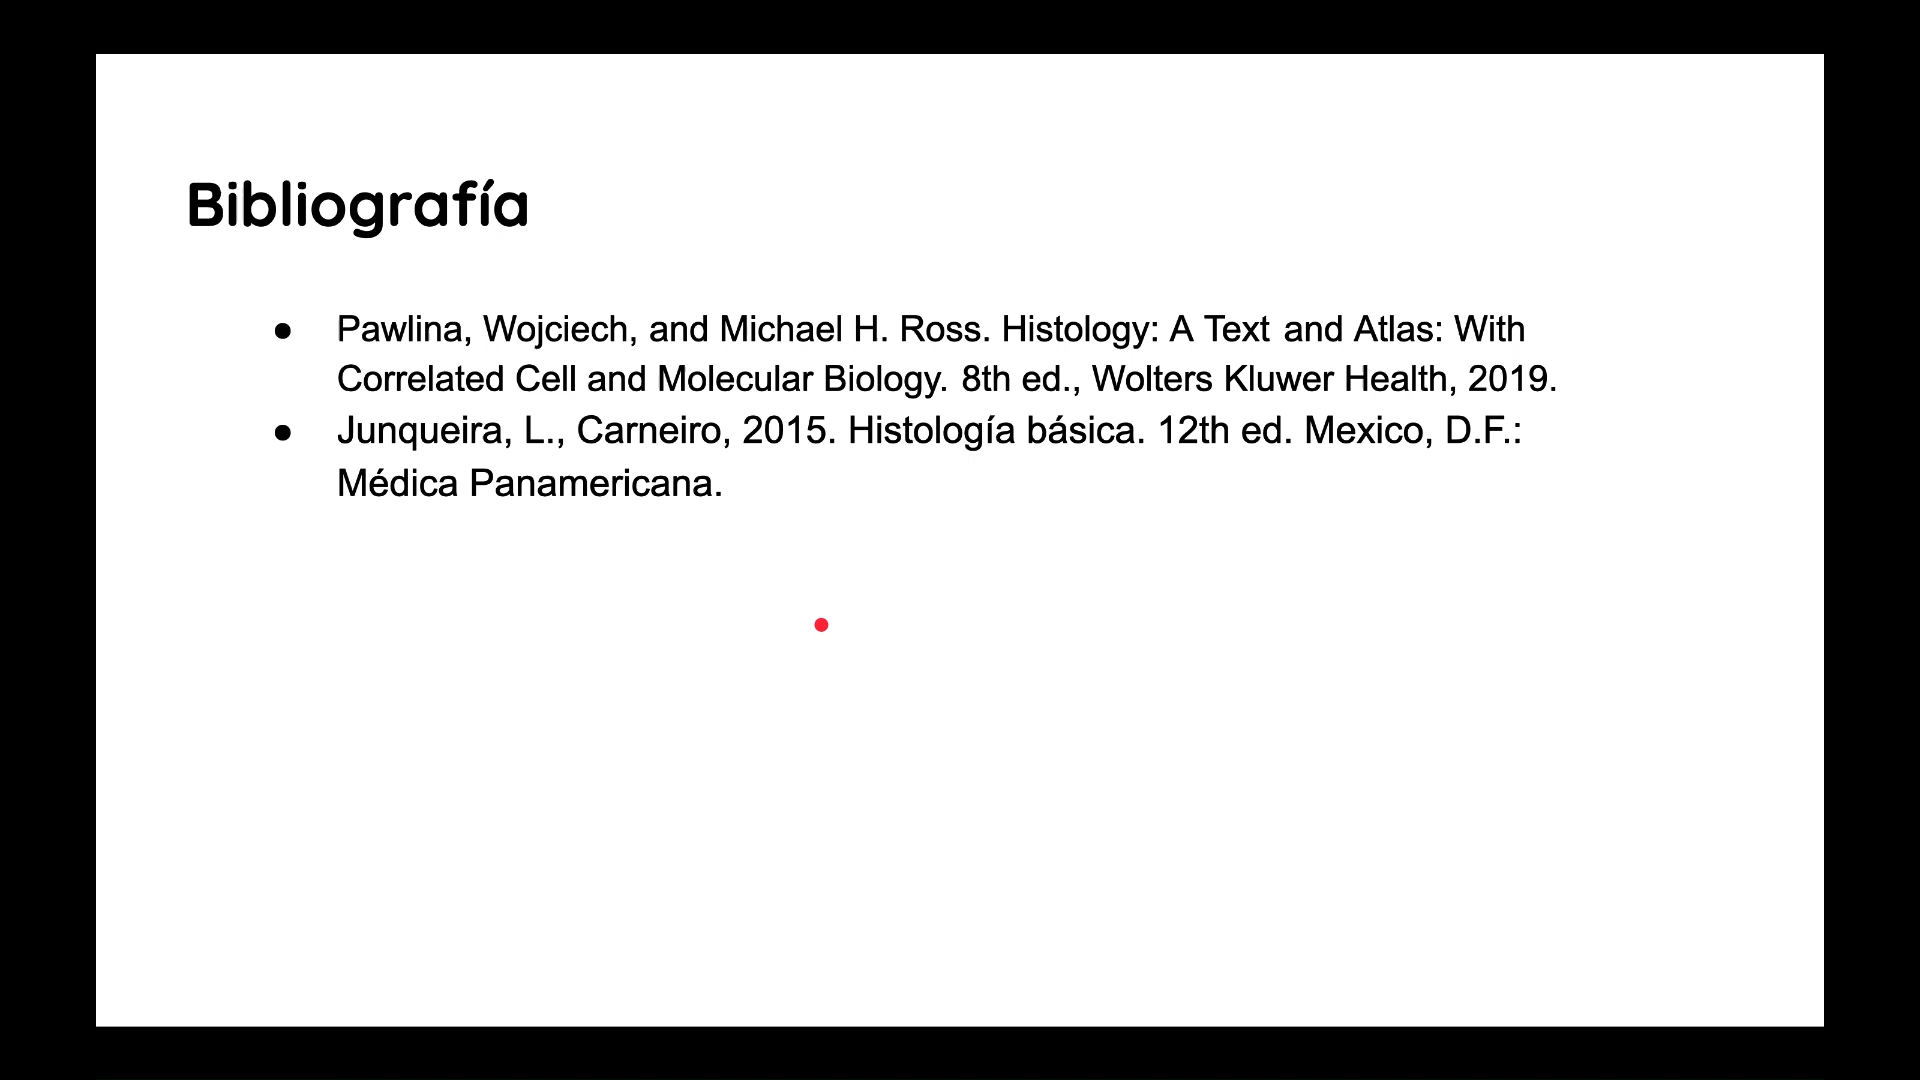 Bibliografía
● Pawlina, Wojciech, and Michael H. Ross. Histology: A Text and Atlas: With
Correlated Cell and Molecular Biology. 8th ed., Wolters Kluwer Health, 2019.
● Junqueira, L., Carneiro, 2015. Histología básica. 12th ed. Mexico, D.F.:
Médica Panamericana.